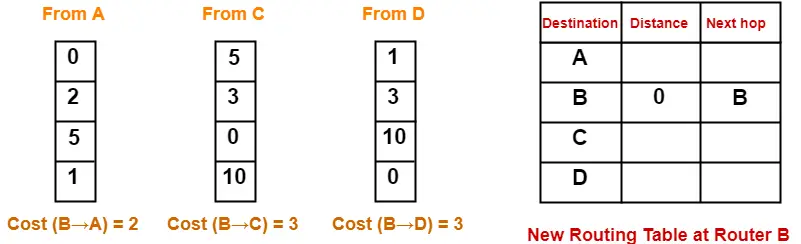 From A From C From D
0 5 1
2 3 3
5 0 10
1 10 0
Cost (B→A) = 2 Cost (B→C) = 3 Cost (B→D) = 3
Destination Distance Next hop
A
B 0 B
C
D
New Routing Table at Router B